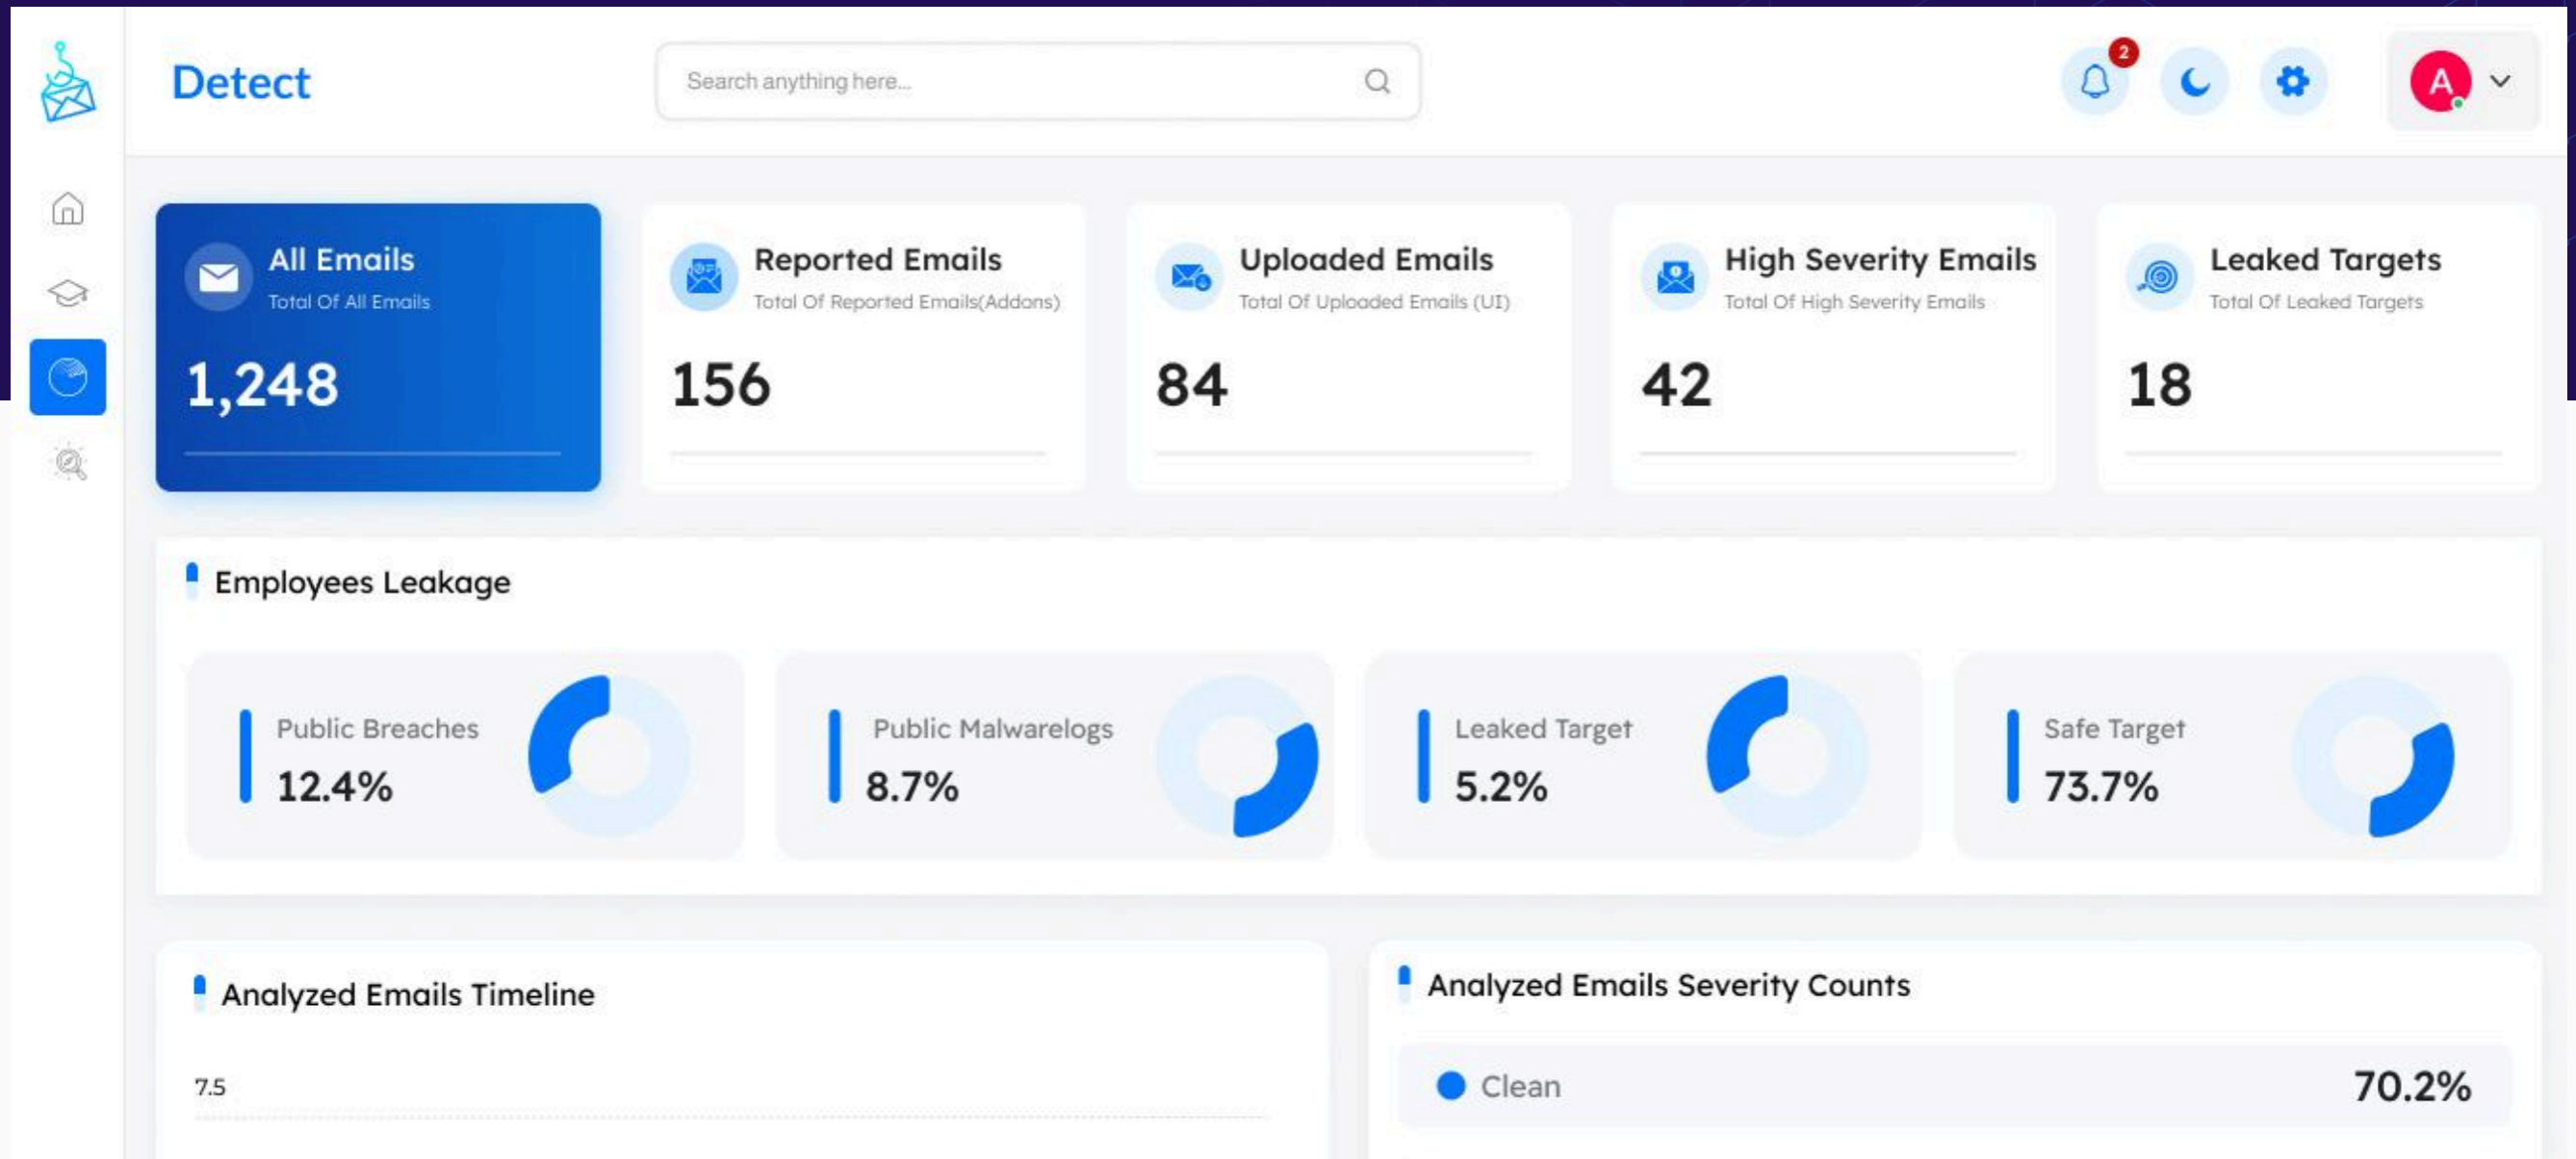 Detect
Search anything here...
2
A
All Emails
Total Of All Emails
1,248
Reported Emails
Total Of Reported Emails(Addons)
156
Uploaded Emails
Total Of Uploaded Emails (UI)
84
High Severity Emails
Total Of High Severity Emails
42
Leaked Targets
Total Of Leaked Targets
18
Employees Leakage
Public Breaches
12.4%
Public Malwarelogs
8.7%
Leaked Target
5.2%
Safe Target
73.7%
Analyzed Emails Timeline
7.5
Analyzed Emails Severity Counts
Clean
70.2%